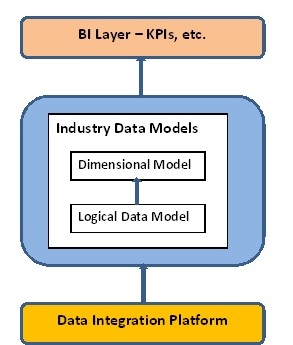 BI Layer – KPIs, etc.
Industry Data Models
Dimensional Model
Logical Data Model
Data Integration Platform